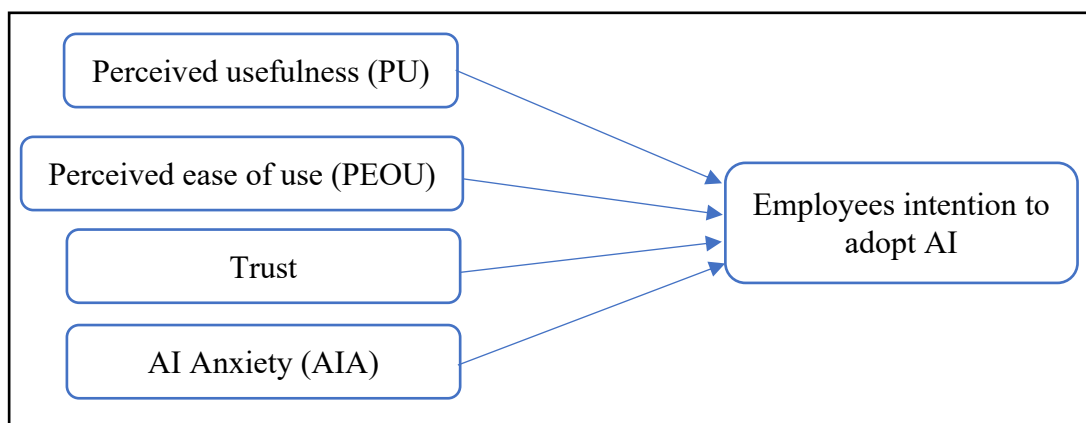 Perceived usefulness (PU)
Perceived ease of use (PEOU)
Trust
AI Anxiety (AIA)
Employees intention to
adopt AI